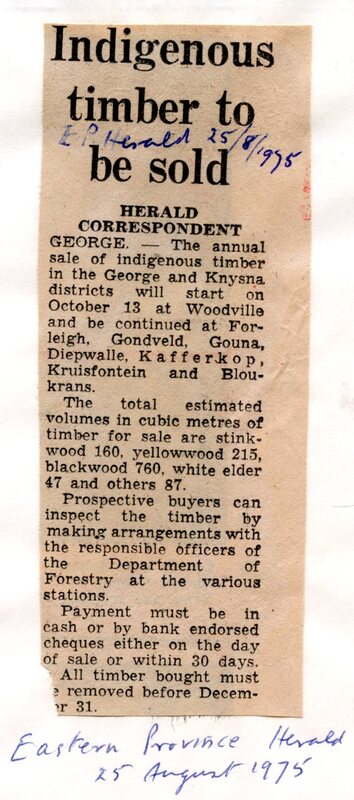 Indigenous
timber to
E P Herald 25/8/1975
be sold
HERALD
CORRESPONDENT
GEORGE. — The annual
sale of indigenous timber
in the George and Knysna
districts will start on
October 13 at Woodville
and be continued at For-
leigh, Gondveld, Gouna,
Diepwalle, Kafferkop,
Kruisfontein and Blou-
krans.
The total estimated
volumes in cubic metres of
timber for sale are stink-
wood 160, yellowwood 215,
blackwood 760, white elder
47 and others 87.
Prospective buyers can
inspect the timber by
making arrangements with
the responsible officers of
the Department of
Forestry at the various
stations.
Payment must be in
cash or by bank endorsed
cheques either on the day
of sale or within 30 days.
All timber bought must
e removed before Decem-
er 31.
Eastern Province Herald
25 August 1975